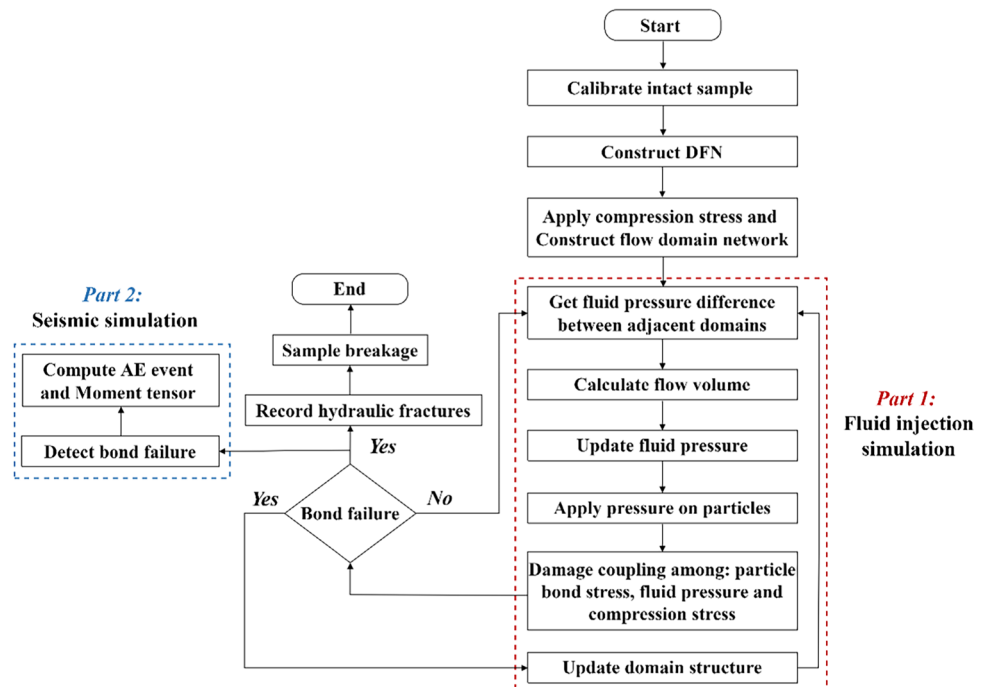 Start
Calibrate intact sample
Construct DFN
Apply compression stress and
Construct flow domain network
Get fluid pressure difference
between adjacent domains
Calculate flow volume
Update fluid pressure
Apply pressure on particles
Damage coupling among: particle
bond stress, fluid pressure and
compression stress
Update domain structure
Part 1:
Fluid injection
simulation
Bond failure
Yes
No
Yes
Record hydraulic fractures
Sample breakage
End
Part 2:
Seismic simulation
Compute AE event
and Moment tensor
Detect bond failure